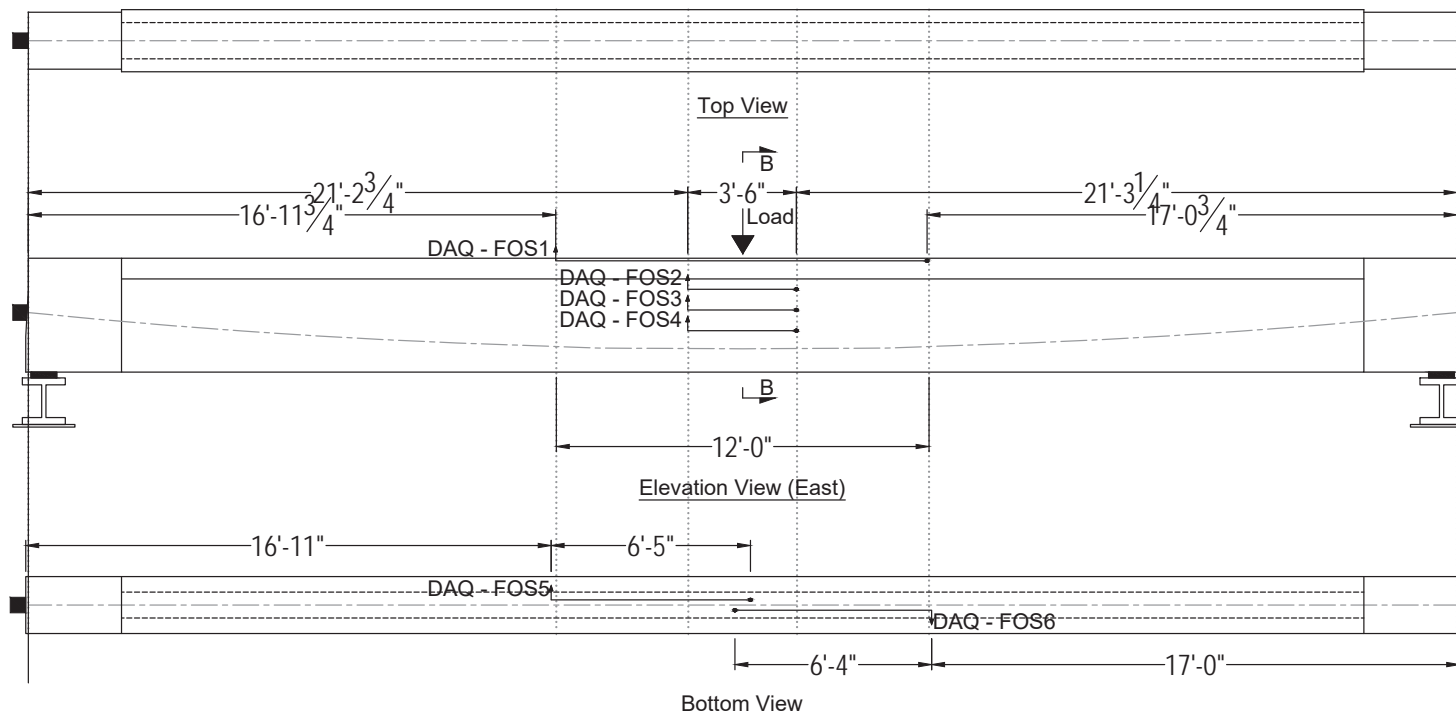 Top View
B
21'-2 3/4"
3'-6"
21'-3 1/4"
16'-11 3/4"
Load
17'-0 3/4"
DAQ - FOS1
DAQ - FOS2
DAQ - FOS3
DAQ - FOS4
B
12'-0"
Elevation View (East)
16'-11"
6'-5"
DAQ - FOS5
DAQ - FOS6
6'-4"
17'-0"
Bottom View